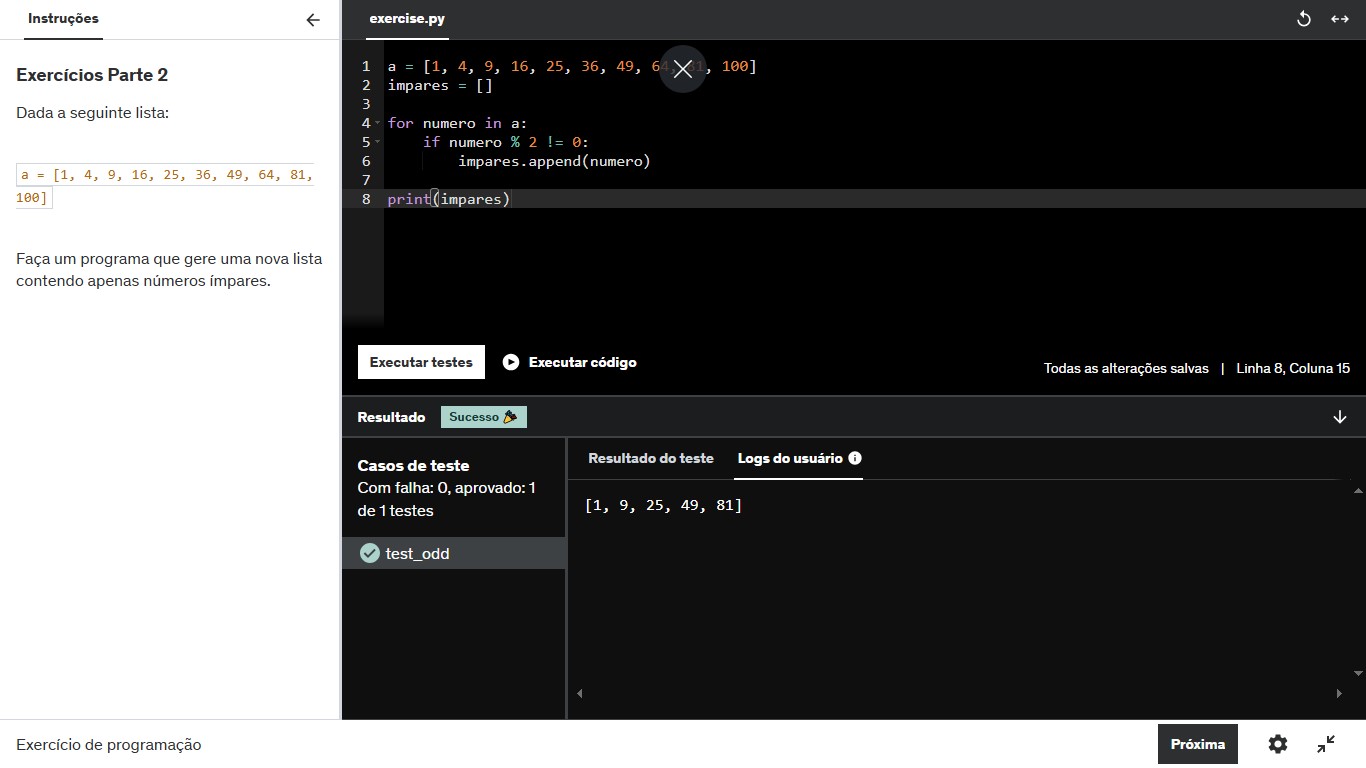 Instruções
Exercícios Parte 2
Dada a seguinte lista:
a = [1, 4, 9, 16, 25, 36, 49, 64, 81,
100]
Faça um programa que gere uma nova lista
contendo apenas números ímpares.
exercise.py
1 a = [1, 4, 9, 16, 25, 36, 49, 64, 81, 100]
2 impares = []
3
4 for numero in a:
5 if numero % 2 != 0:
6 impares.append(numero)
7
8 print(impares)
Executar testes
Executar código
Todas as alterações salvas | Linha 8, Coluna 15
Resultado
Sucesso
Casos de teste
Com falha: 0, aprovado: 1
de 1 testes
test_odd
Resultado do teste
Logs do usuário
[1, 9, 25, 49, 81]
Exercício de programação
Próxima